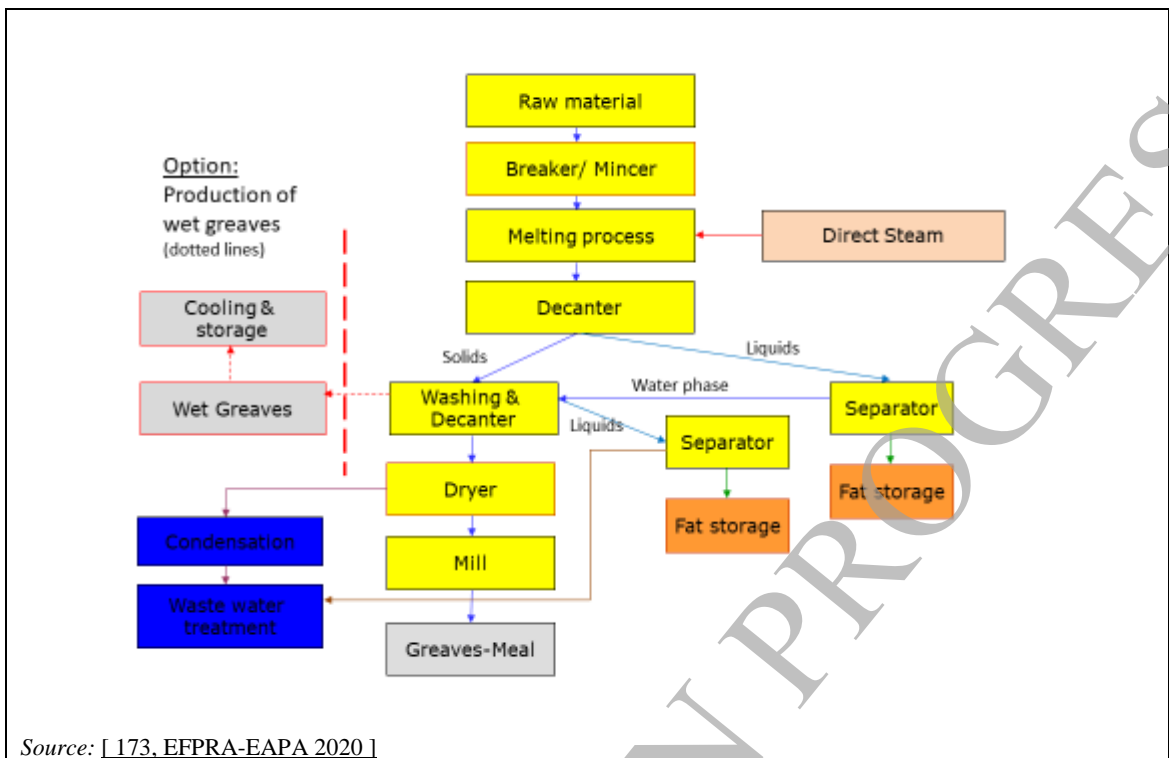 Raw material
Option:
Production of
wet greaves
(dotted lines)
Breaker/ Mincer
Melting process
Direct Steam
Decanter
Cooling &
storage
Solids
Liquids
Water phase
Wet Greaves
Washing &
Decanter
Liquids
Separator
Separator
Dryer
Fat storage
Fat storage
Condensation
Mill
Waste water
treatment
Greaves-Meal
N PROGRES
Source: [ 173, EFPRA-EAPA 2020 ]